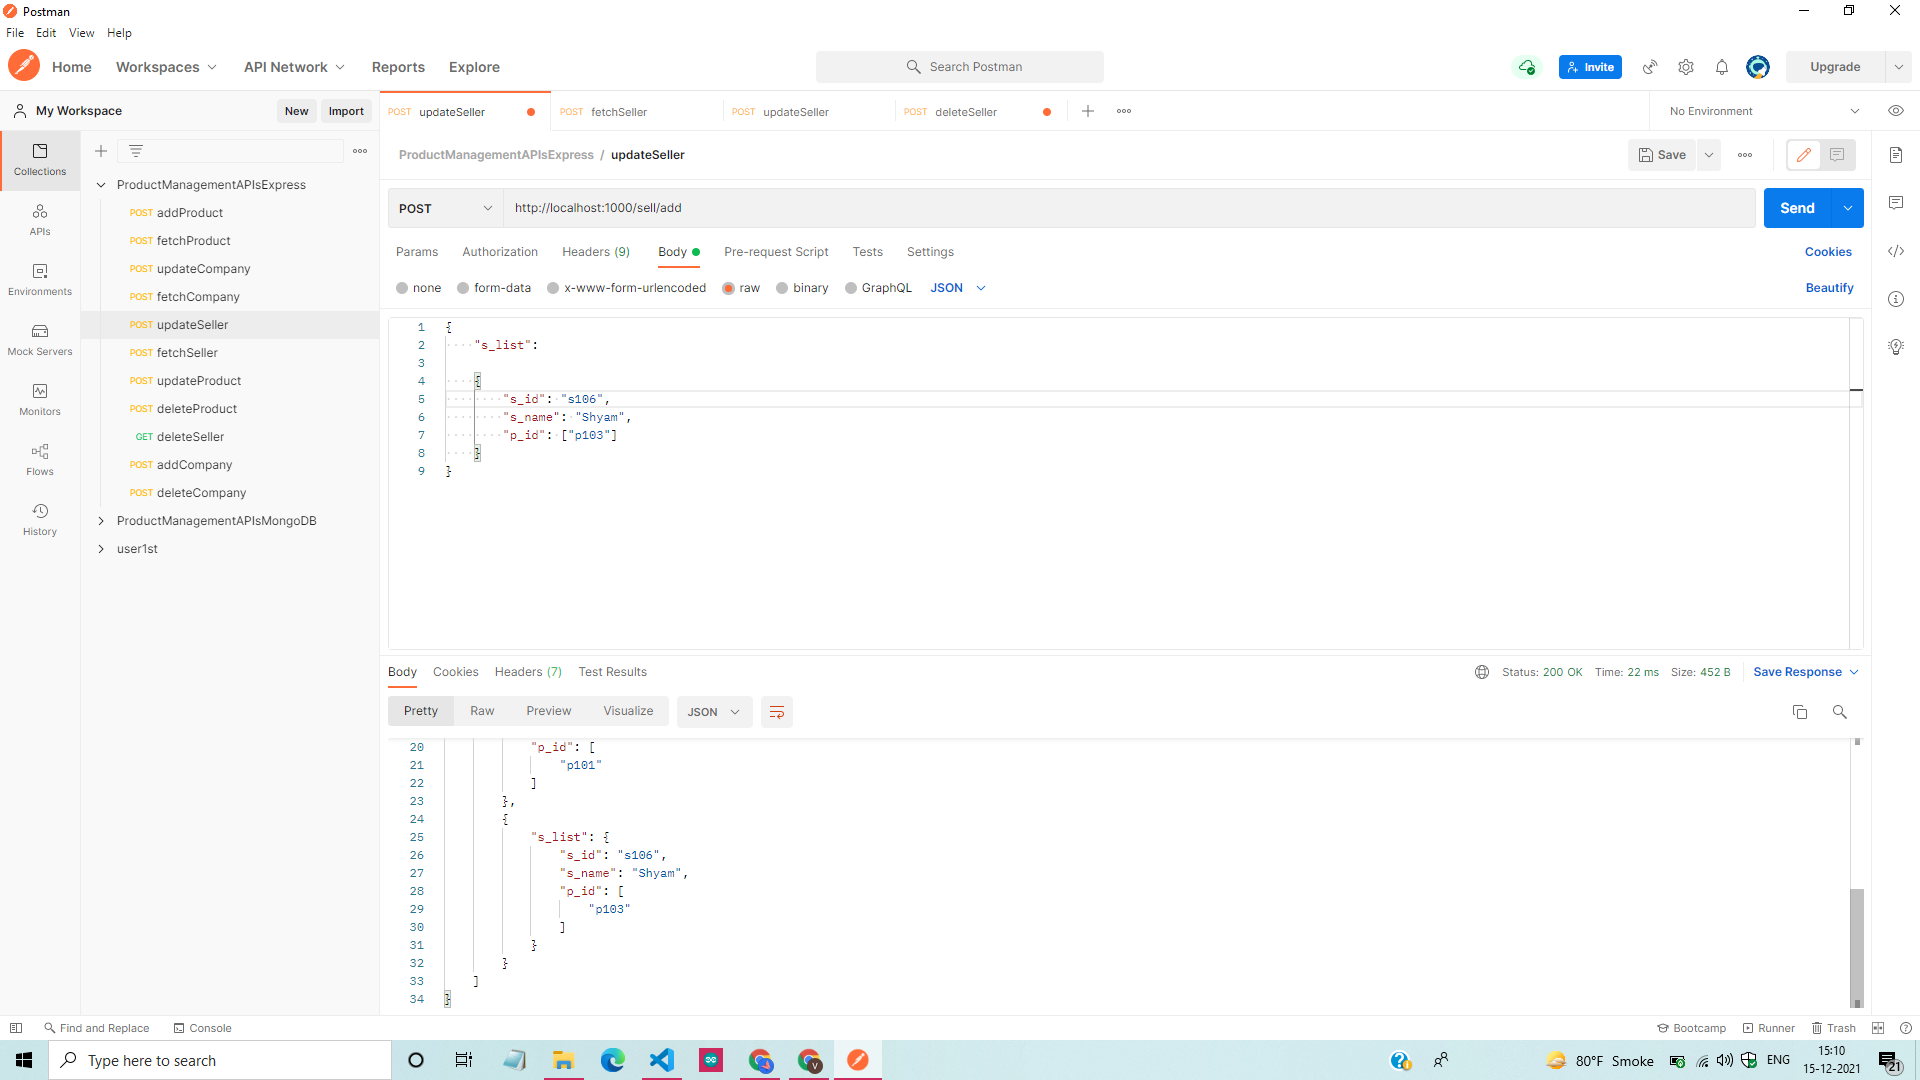 Postman
File Edit View Help
Home Workspaces API Network Reports Explore Search Postman Invite Upgrade
My Workspace New Import POST updateSeller POST fetchSeller POST updateSeller POST deleteSeller No Environment
ProductManagementAPIsExpress / updateSeller Save
Collections
APIs
Environments
Mock Servers
Monitors
Flows
History
ProductManagementAPIsExpress
POST addProduct
POST fetchProduct
POST updateCompany
POST fetchCompany
POST updateSeller
POST fetchSeller
POST updateProduct
POST deleteProduct
GET deleteSeller
POST addCompany
POST deleteCompany
ProductManagementAPIsMongoDB
user1st
POST http://localhost:1000/sell/add Send
Params Authorization Headers (9) Body Pre-request Script Tests Settings Cookies
none form-data x-www-form-urlencoded raw binary GraphQL JSON Beautify
1 {
2 "s_list":
3
4 {
5 "s_id": "s106",
6 "s_name": "Shyam",
7 "p_id": ["p103"]
8 }
9 }
Body Cookies Headers (7) Test Results Status: 200 OK Time: 22 ms Size: 452 B Save Response
Pretty Raw Preview Visualize JSON
20 "p_id": [
21 "p101"
22 ]
23 },
24 {
25 "s_list": {
26 "s_id": "s106",
27 "s_name": "Shyam",
28 "p_id": [
29 "p103"
30 ]
31 }
32 }
33 ]
34 }
Find and Replace Console Bootcamp Runner Trash
Type here to search 80°F Smoke ENG 15:10
15-12-2021
21